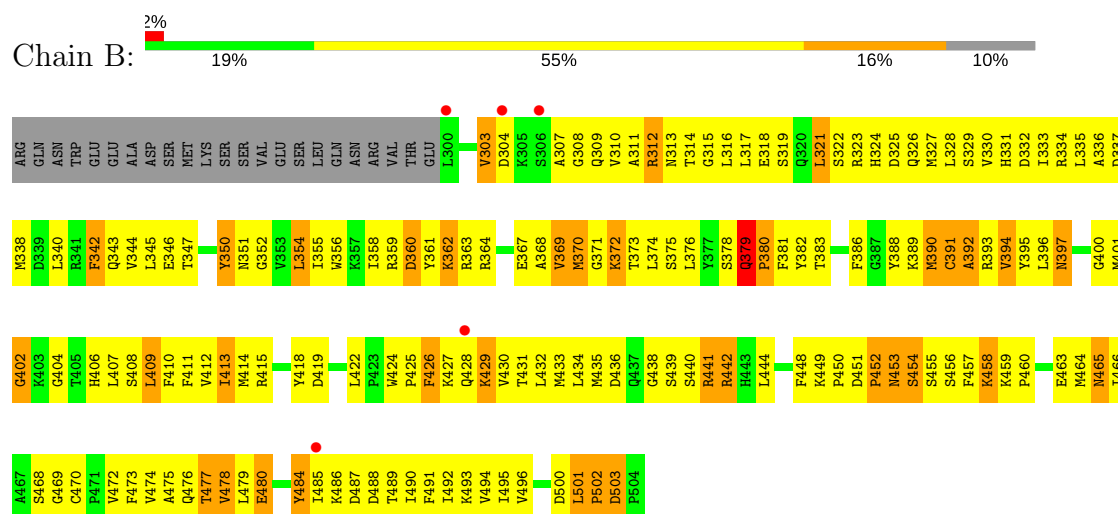 2%
Chain B:
19% 55% 16% 10%
ARG GLN ASN TRP GLU GLU ALA ASP SER MET LYS SER SER VAL GLU SER LEU GLN ASN ARG VAL THR GLU L300 V303 D304 K305 S306 A307 G308 Q309 V310 A311 R312 N313 T314 G315 L316 L317 E318 S319 Q320 L321 S322 R323 H324 D325 Q326 M327 L328 S329 V330 H331 D332 I333 R334 L335 A336 D337
M338 D339 L340 R341 F342 Q343 V344 L345 E346 T347 Y350 N351 G352 V353 L354 I355 W356 K357 I358 R359 D360 Y361 K362 R363 R364 E367 A368 V369 M370 G371 K372 T373 L374 S375 L376 Y377 S378 Q379 P380 F381 Y382 T383 F386 G387 Y388 K389 M390 C391 A392 R393 V394 Y395 L396 N397 G400 M401
G402 K403 G404 T405 H406 L407 S408 L409 F410 F411 V412 I413 M414 R415 Y418 D419 L422 P423 W424 P425 F426 K427 Q428 K429 V430 T431 L432 M433 L434 M435 D436 Q437 G438 S439 S440 R441 R442 H443 L444 F448 K449 P450 D451 P452 N453 S454 S455 S456 F457 K458 K459 P460 E463 M464 N465 I466
A467 S468 G469 C470 P471 V472 F473 V474 A475 Q476 T477 V478 L479 E480 Y484 I485 K486 D487 D488 T489 I490 F491 I492 K493 V494 I495 V496 D500 L501 P502 D503 P504